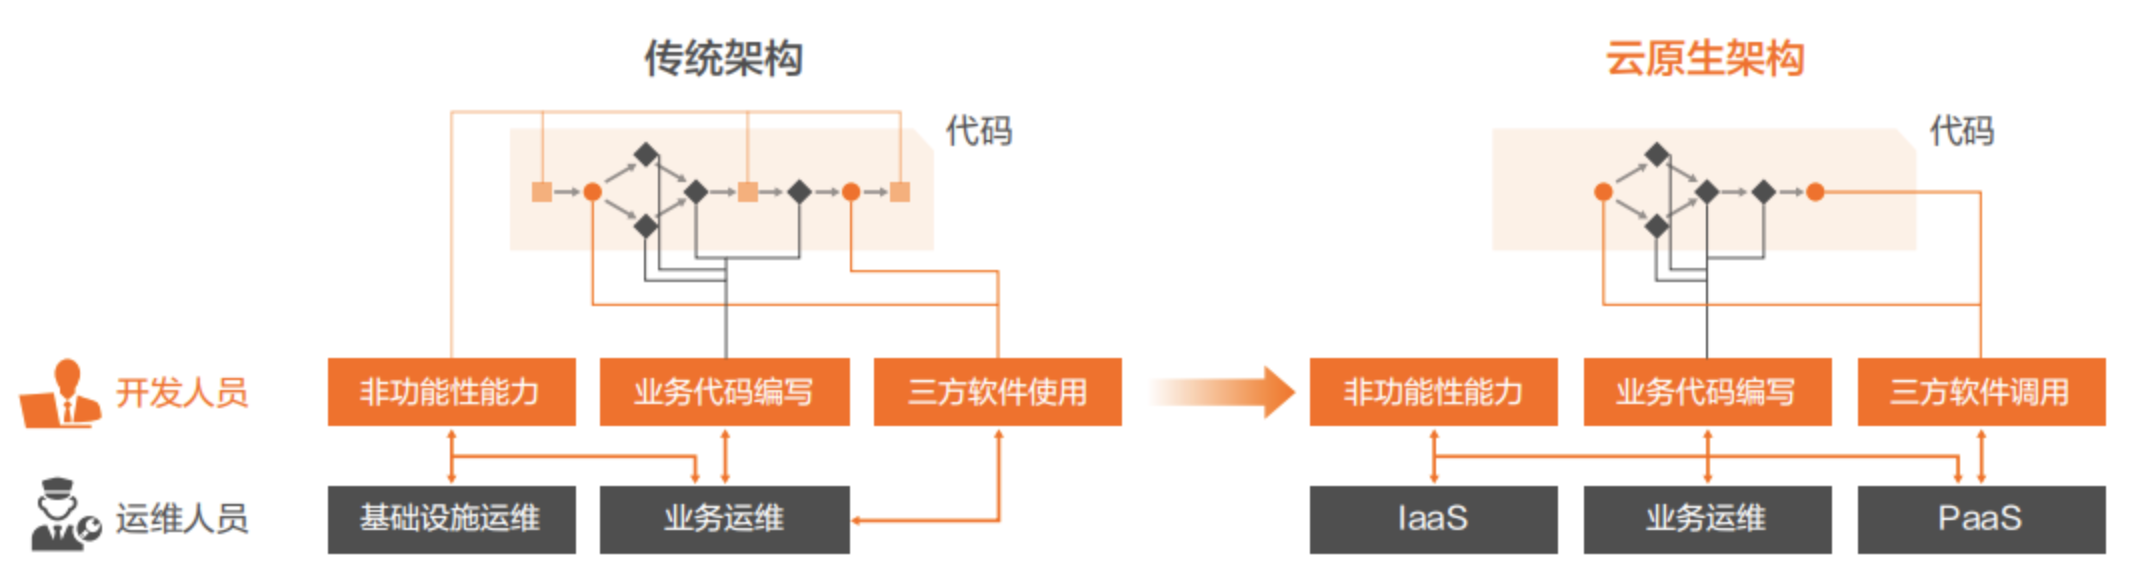 传统架构
云原生架构
代码
代码
开发人员
非功能性能力
业务代码编写
三方软件使用
非功能性能力
业务代码编写
三方软件调用
运维人员
基础设施运维
业务运维
IaaS
业务运维
PaaS